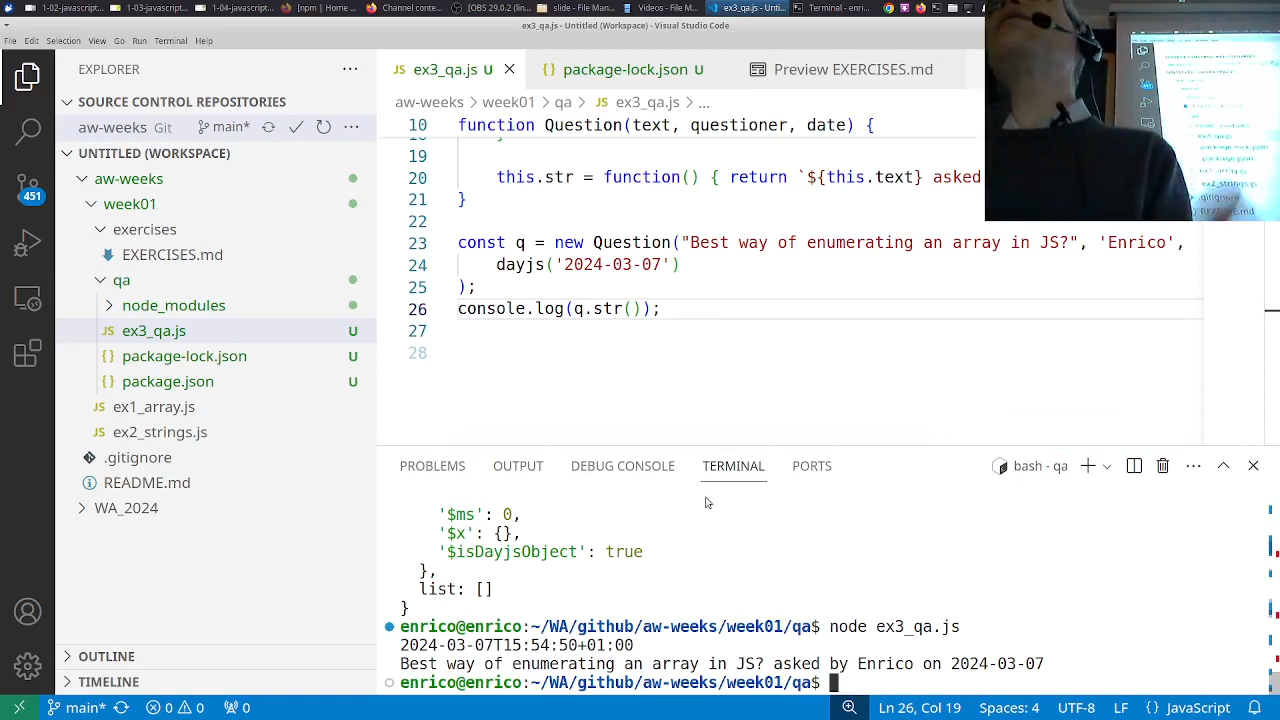 ex3_qa.js - Untitled (Workspace) - Visual Studio Code
File Edit Selection View Go Run Terminal Help
SOURCE CONTROL REPOSITORIES
aw-weeks Git main*
(WORKSPACE)
week01
EXERCISES.md
qa
node_modules
ex3_qa.js U
package-lock.json U
package.json U
ex1_array.js
ex2_strings.js
.gitignore
README.md
WA_2024
OUTLINE
TIMELINE
451
package-lock.json U
Preview EXERCISES.md
aw-weeks > week01 > qa > JS ex3_qa.js > ...
10 function Question(text, questioner, date) {
19
20 this.str = function() return `${this.text} asked
21 }
22
23 const q = new Question("Best way of enumerating an array in JS?", 'Enrico',
24 dayjs('2024-03-07')
25 );
26 console.log(q.str());
27
28
PROBLEMS OUTPUT DEBUG CONSOLE TERMINAL PORTS
bash - qa
'$ms': 0,
'$x': {},
'$isDayjsObject': true
},
list: []
}
enrico@enrico:~/WA/github/aw-weeks/week01/qa$ node ex3_qa.js
2024-03-07T15:54:50+01:00
Best way of enumerating an array in JS? asked by Enrico on 2024-03-07
enrico@enrico:~/WA/github/aw-weeks/week01/qa$
main* 0 0 0 Ln 26, Col 19 Spaces: 4 UTF-8 LF {} JavaScript